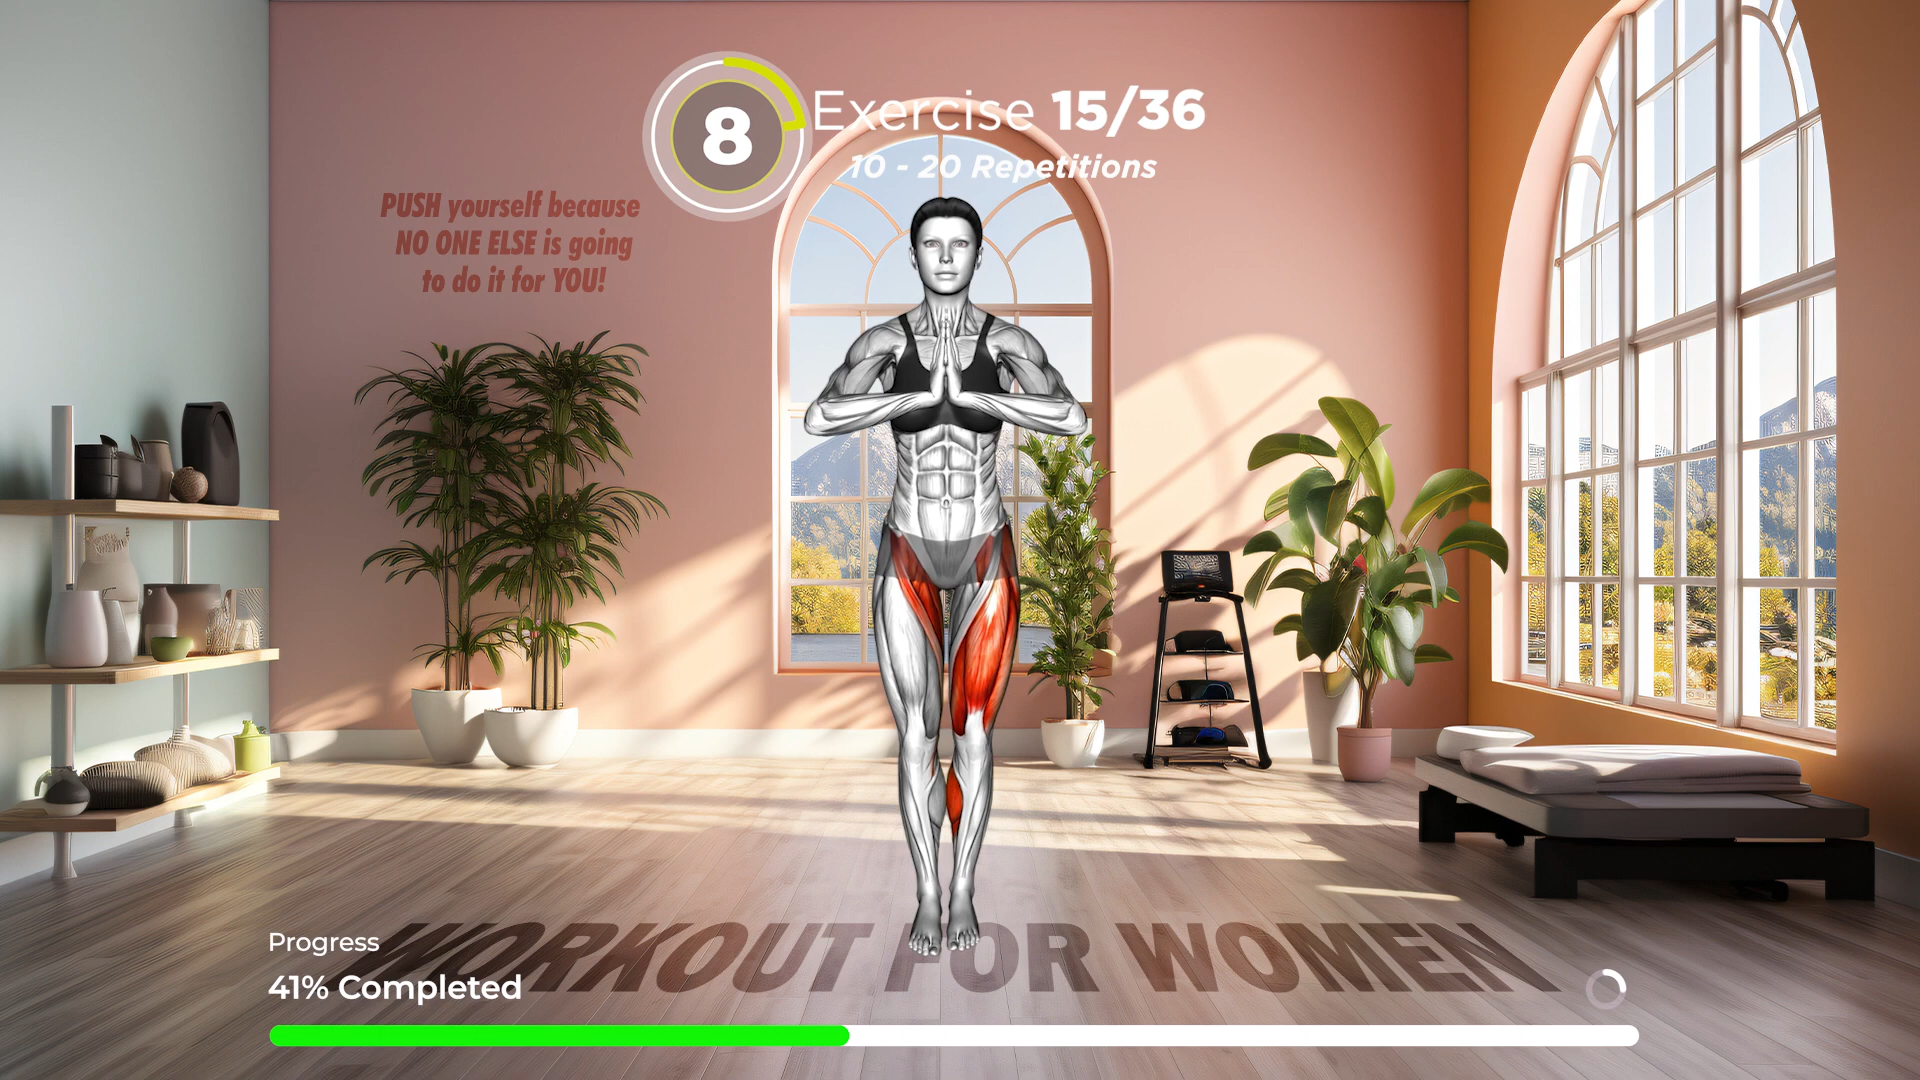 8
Exercise 15/36
10 - 20 Repetitions
PUSH yourself because
NO ONE ELSE is going
to do it for YOU!
WORKOUT FOR WOMEN
Progress
41% Completed